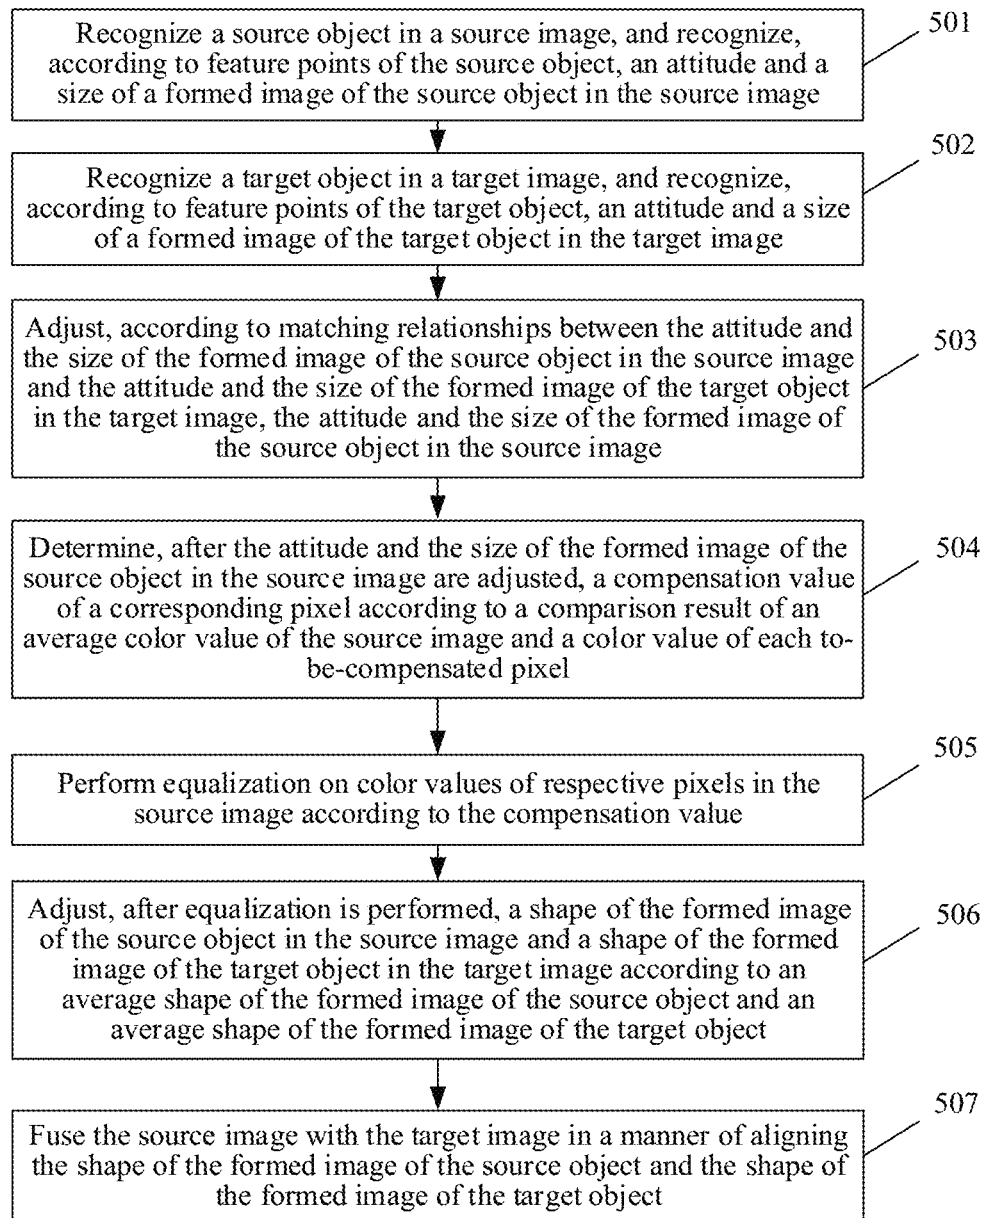 Recognize a source object in a source image, and recognize,
according to feature points of the source object, an attitude and a
size of a formed image of the source object in the source image
501
Recognize a target object in a target image, and recognize,
according to feature points of the target object, an attitude and a size
of a formed image of the target object in the target image
502
Adjust, according to matching relationships between the attitude and
the size of the formed image of the source object in the source image
and the attitude and the size of the formed image of the target object
in the target image, the attitude and the size of the formed image of
the source object in the source image
503
Determine, after the attitude and the size of the formed image of the
source object in the source image are adjusted, a compensation value
of a corresponding pixel according to a comparison result of an
average color value of the source image and a color value of each to-
be-compensated pixel
504
Perform equalization on color values of respective pixels in the
source image according to the compensation value
505
Adjust, after equalization is performed, a shape of the formed image
of the source object in the source image and a shape of the formed
image of the target object in the target image according to an
average shape of the formed image of the source object and an
average shape of the formed image of the target object
506
Fuse the source image with the target image in a manner of aligning
the shape of the formed image of the source object and the shape of
the formed image of the target object
507